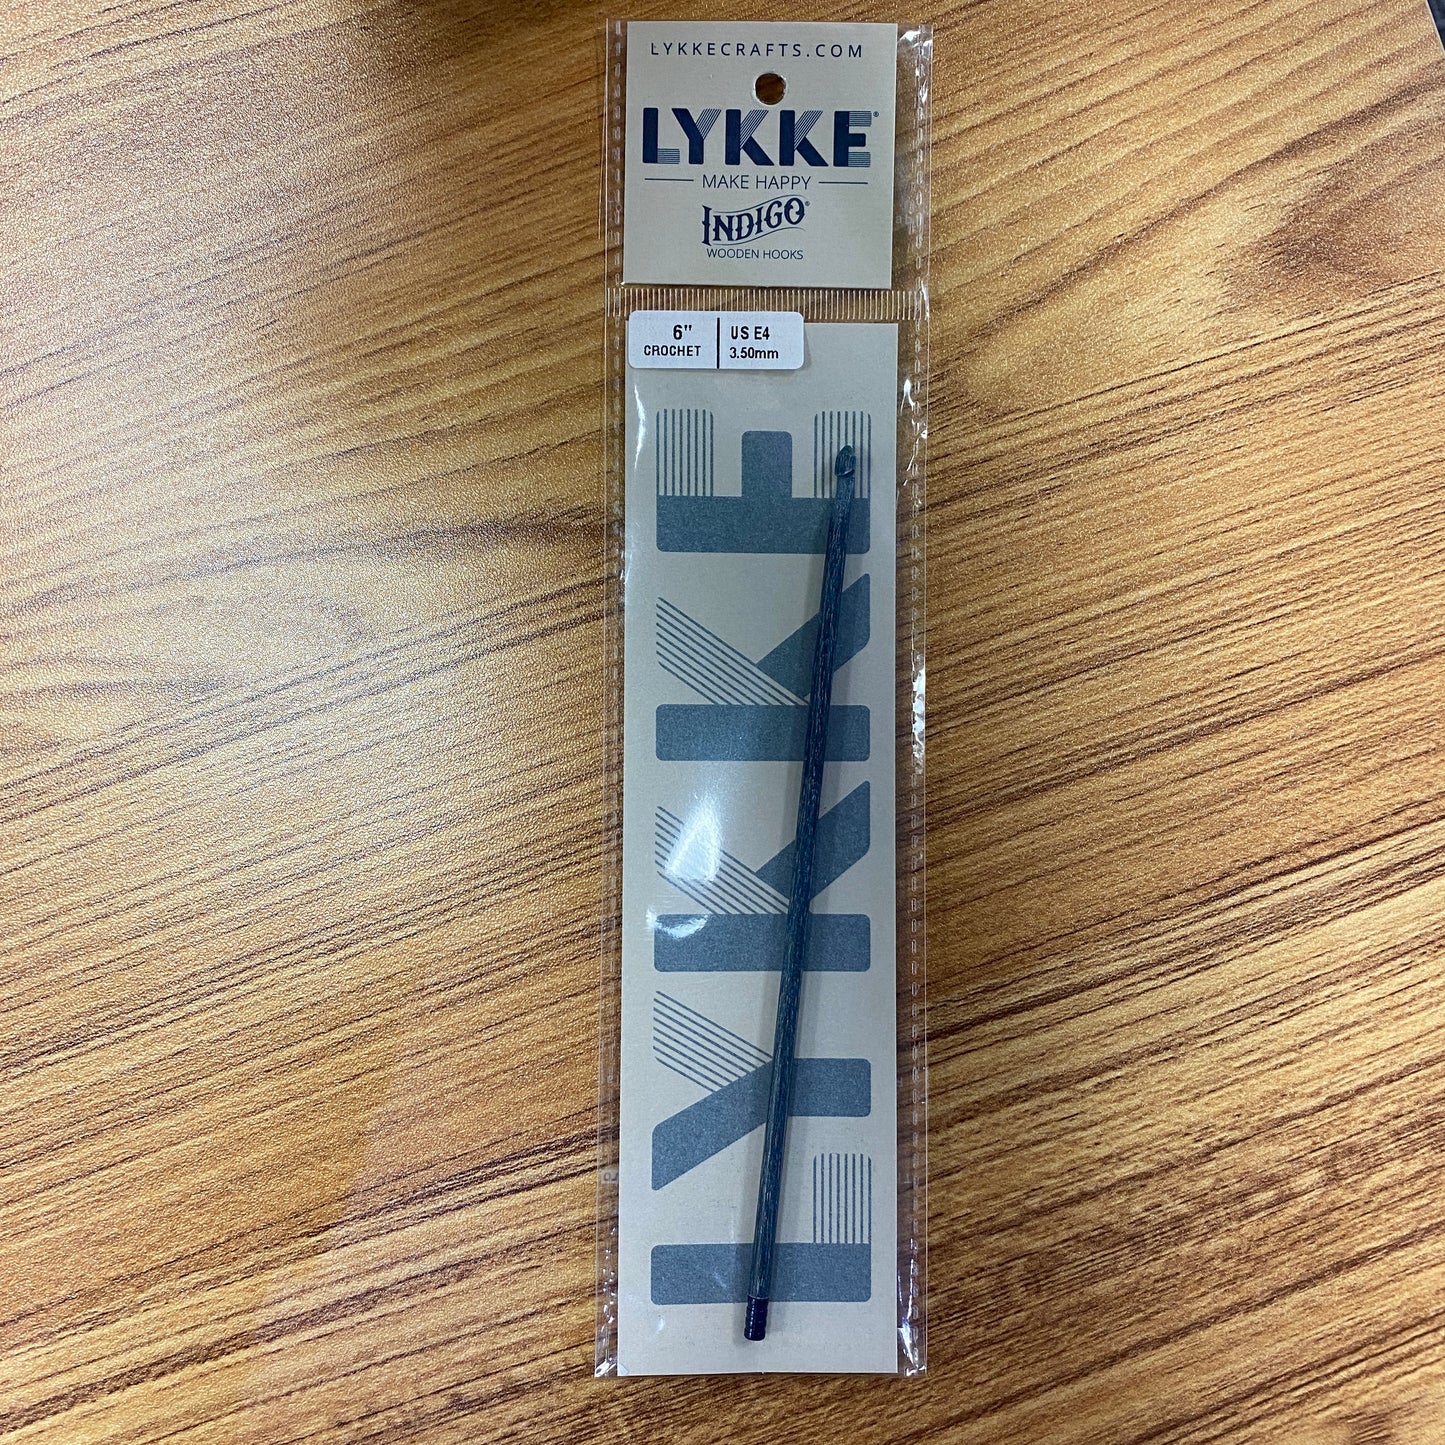 LYKKECRAFTS.COM
LYKKE®
MAKE HAPPY
INDIGO®
WOODEN HOOKS
6" US E4
CROCHET 3.50mm
LYKKE